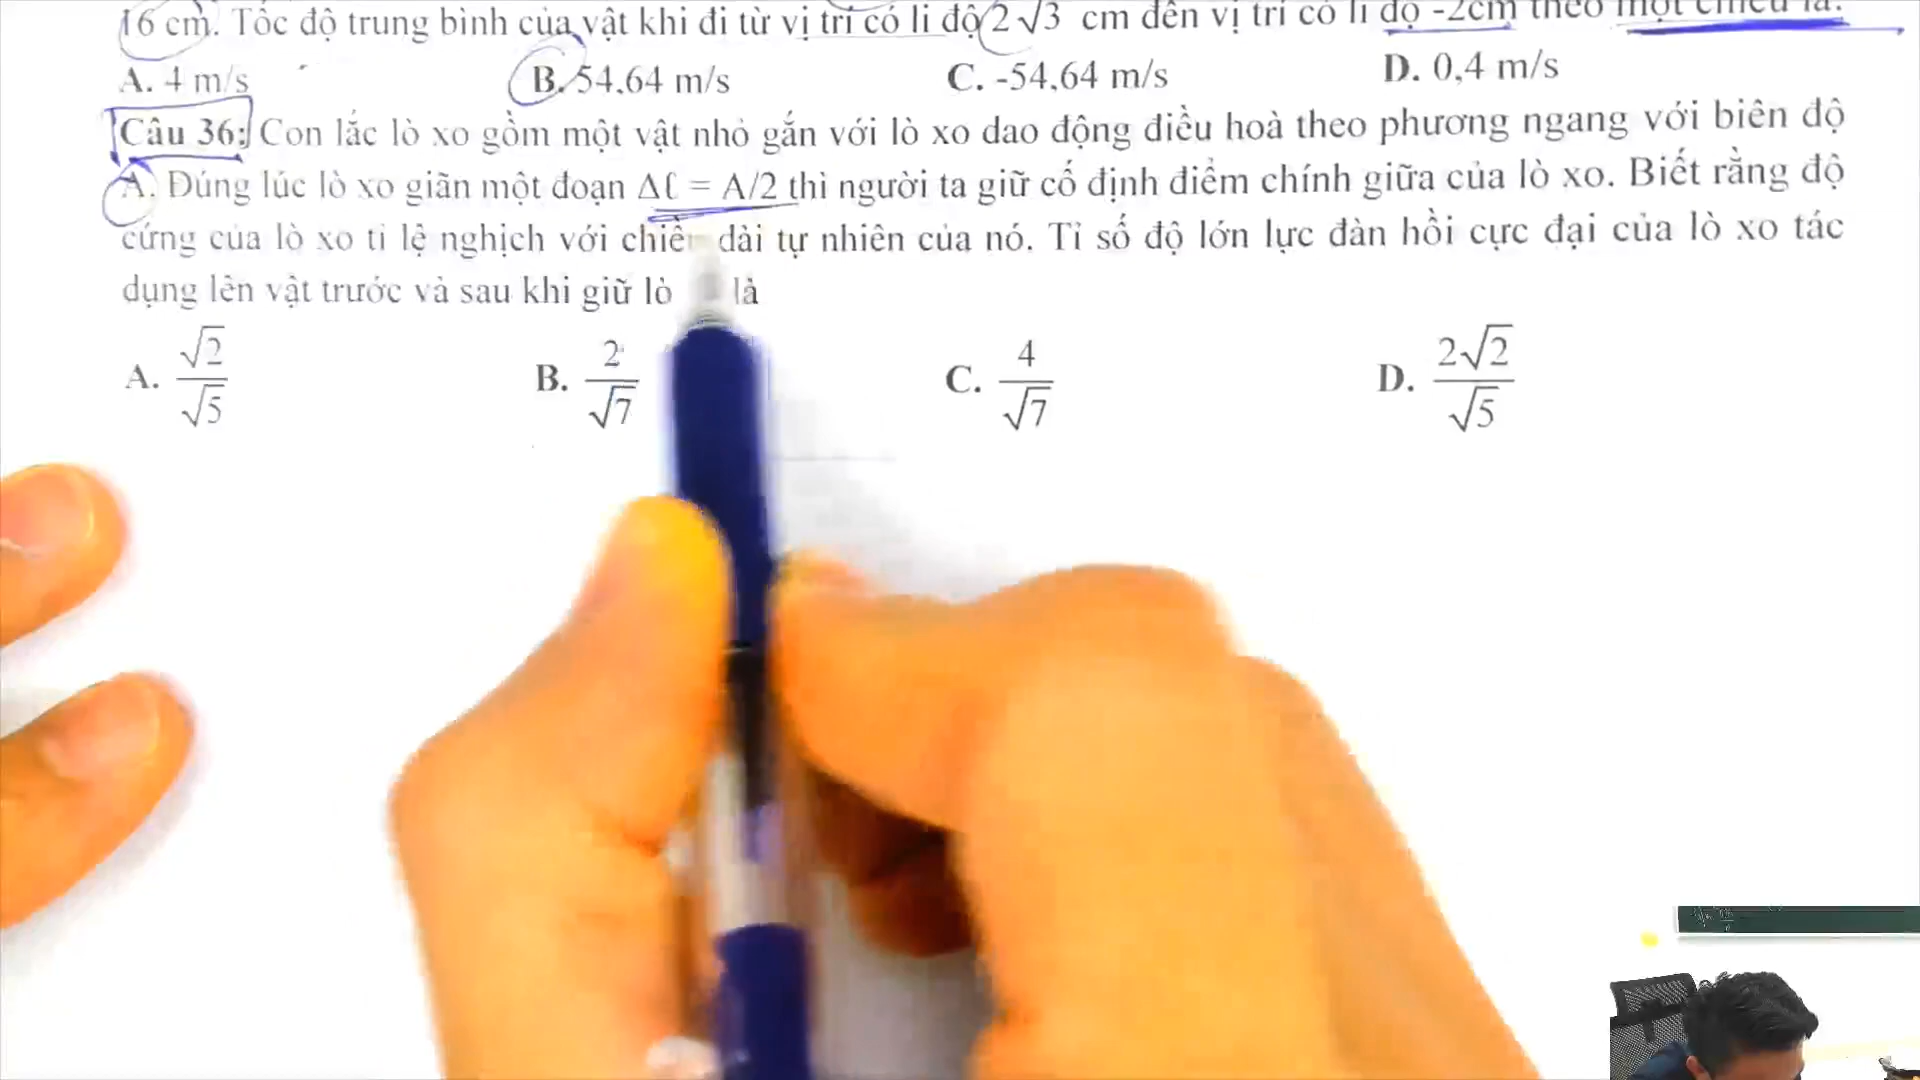 16 cm. Tốc độ trung bình của vật khi đi từ vị trí có li độ 2√3 cm đến vị trí có li độ -2cm theo một chiều là:
A. 4 m/s B. 54,64 m/s C. -54,64 m/s D. 0,4 m/s
Câu 36: Con lắc lò xo gồm một vật nhỏ gắn với lò xo dao động điều hoà theo phương ngang với biên độ
A. Đúng lúc lò xo giãn một đoạn Δℓ = A/2 thì người ta giữ cố định điểm chính giữa của lò xo. Biết rằng độ
cứng của lò xo tỉ lệ nghịch với chiều dài tự nhiên của nó. Tỉ số độ lớn lực đàn hồi cực đại của lò xo tác
dụng lên vật trước và sau khi giữ lò là
A. √2/√5 B. 2/√7 C. 4/√7 D. 2√2/√5